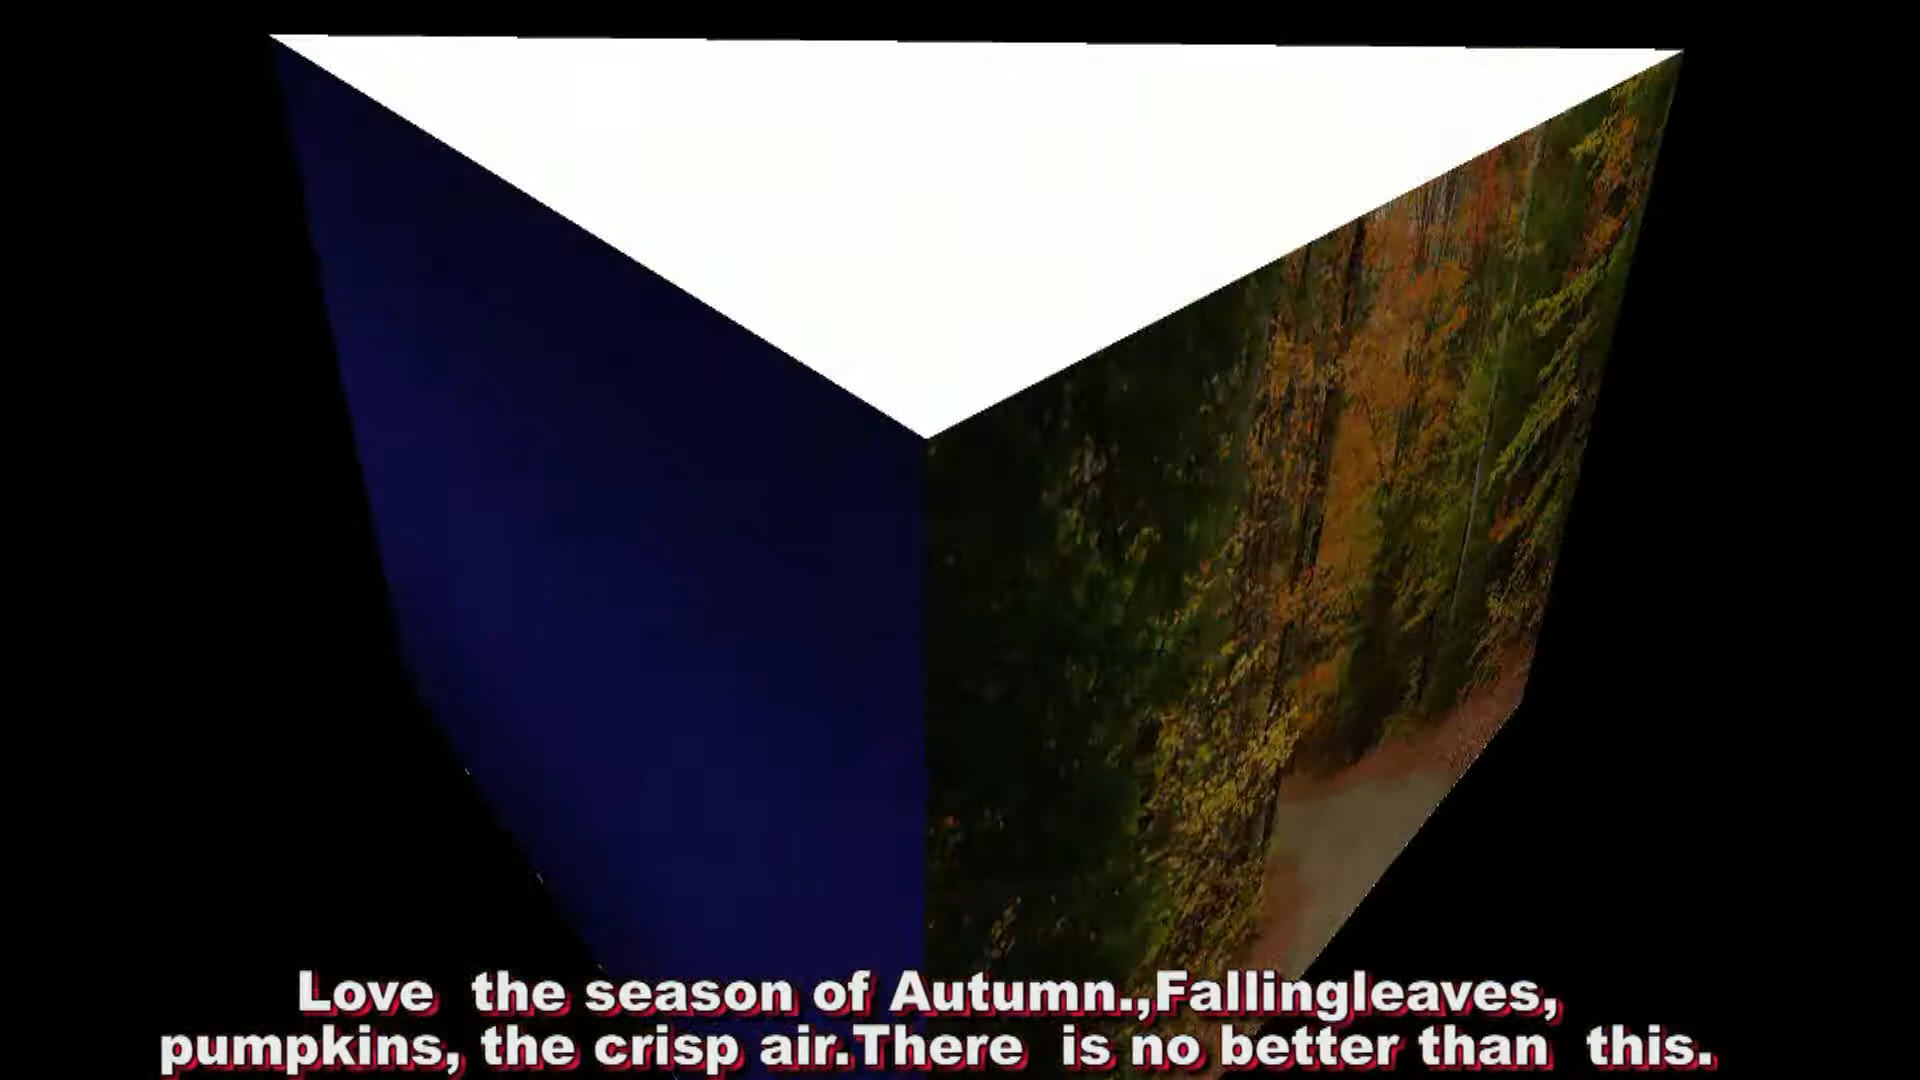 Love  the season of Autumn.,Fallingleaves,
pumpkins, the crisp air.There  is no better than  this.